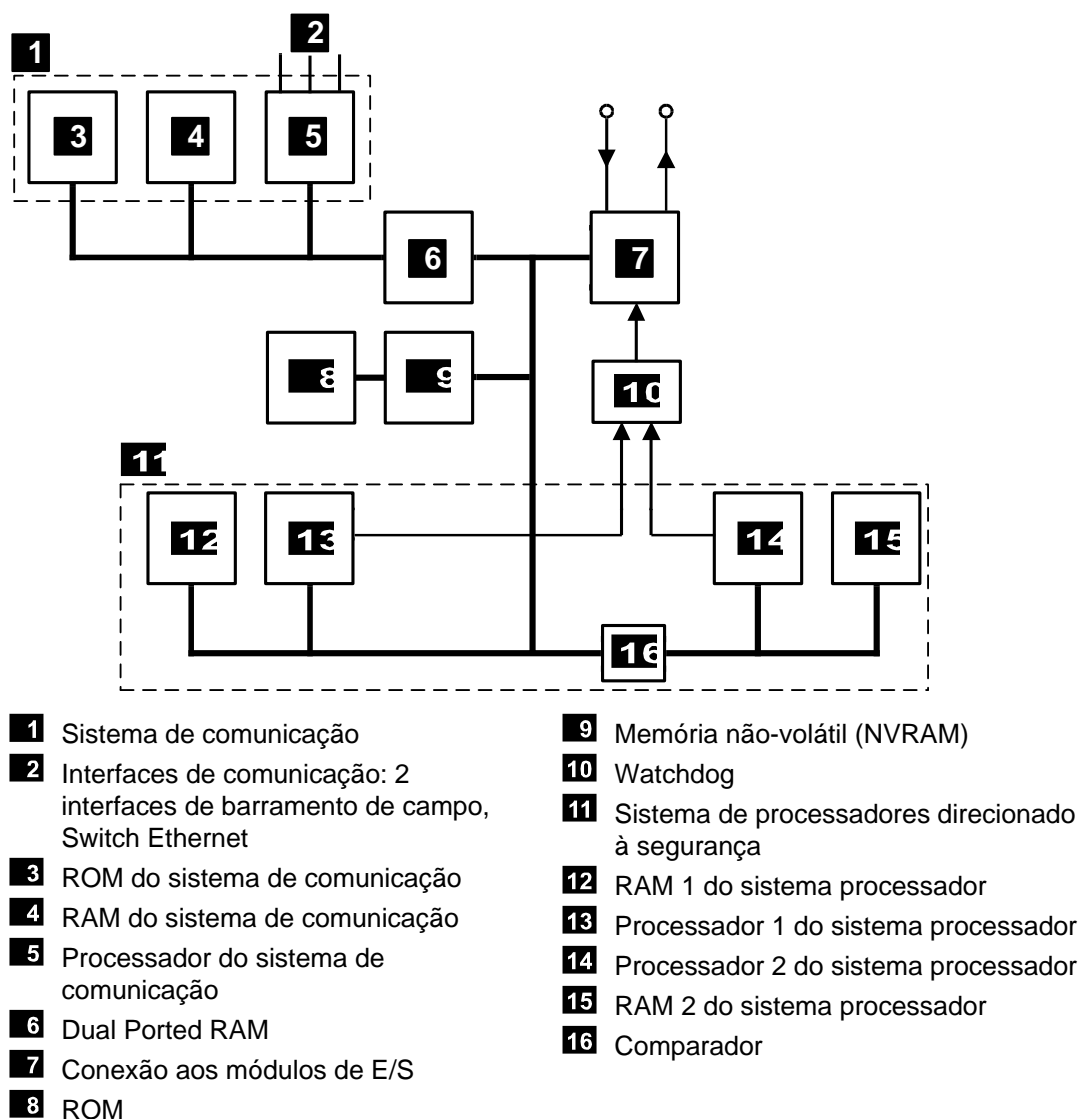 2
1
3
4
5
6
7
8
9
10
11
12
13
14
15
16
1 Sistema de comunicação
2 Interfaces de comunicação: 2
interfaces de barramento de campo,
Switch Ethernet
3 ROM do sistema de comunicação
4 RAM do sistema de comunicação
5 Processador do sistema de
comunicação
6 Dual Ported RAM
7 Conexão aos módulos de E/S
8 ROM
9 Memória não-volátil (NVRAM)
10 Watchdog
11 Sistema de processadores direcionado
à segurança
12 RAM 1 do sistema processador
13 Processador 1 do sistema processador
14 Processador 2 do sistema processador
15 RAM 2 do sistema processador
16 Comparador